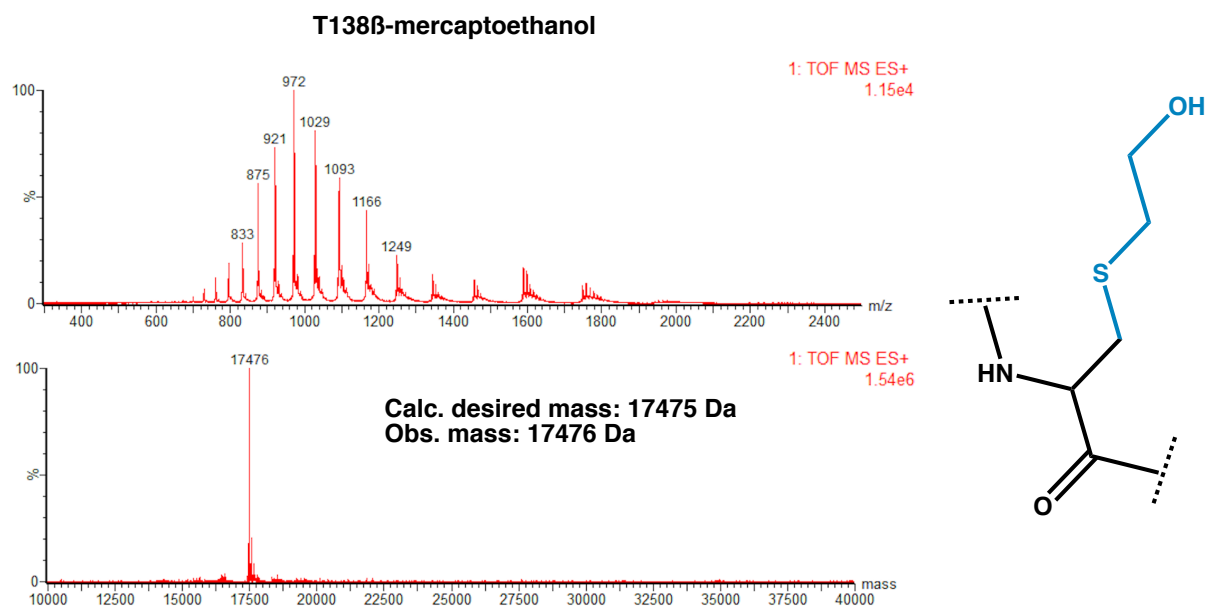 T138ß-mercaptoethanol
1: TOF MS ES+
1.15e4
100
%
0
972
1029
921
1093
875
1166
833
1249
400 600 800 1000 1200 1400 1600 1800 2000 2200 2400
m/z
1: TOF MS ES+
1.54e6
100
%
0
17476
Calc. desired mass: 17475 Da
Obs. mass: 17476 Da
10000 15000 17500 20000 22500 25000 27500 30000 32500 35000 37500 40000
mass
OH
S
HN
O